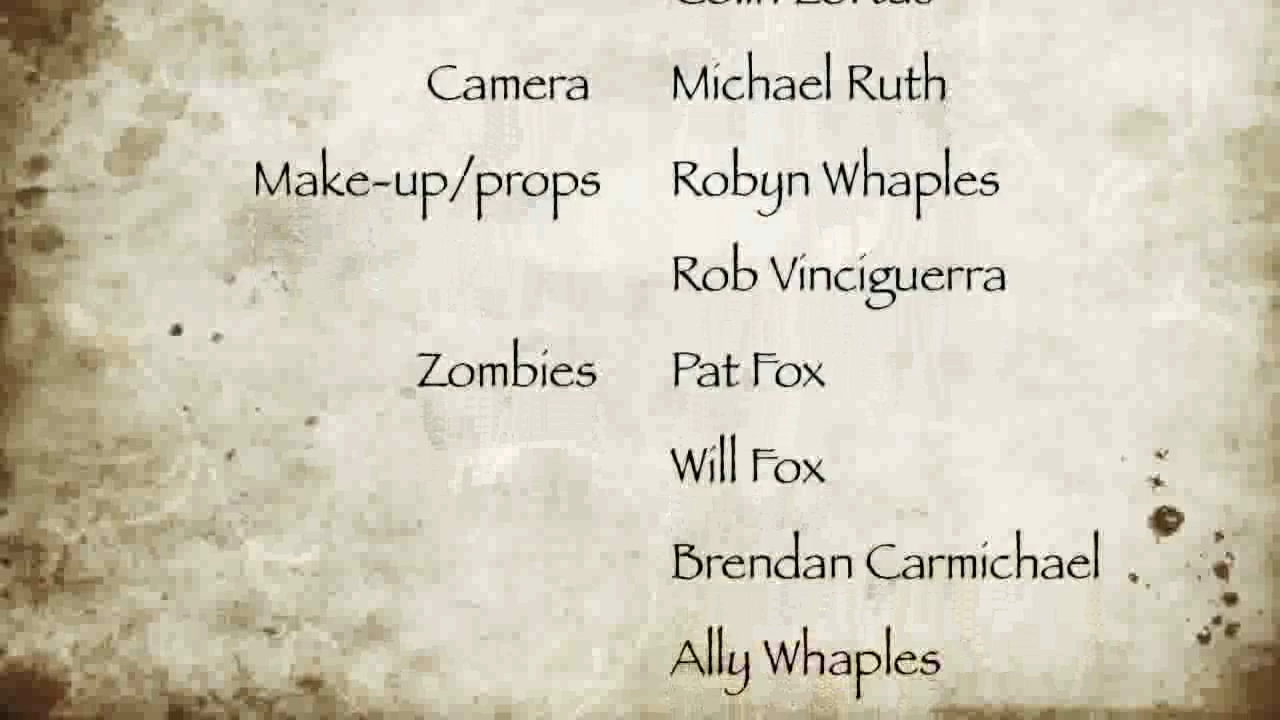 Camera Michael Ruth
Make-up/props Robyn Whaples
Rob Vinciguerra
Zombies Pat Fox
Will Fox
Brendan Carmichael
Ally Whaples